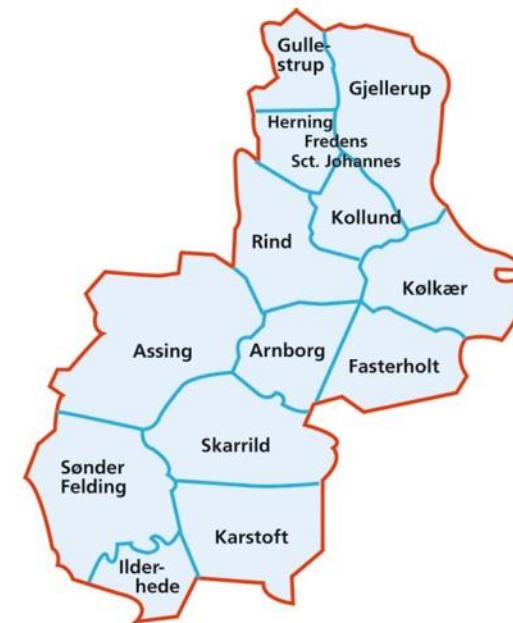 Gulle-
strup
Gjellerup
Herning
Fredens
Sct. Johannes
Kollund
Rind
Kølkær
Assing
Arnborg
Fasterholt
Skarrild
Sønder
Felding
Karstoft
Ilder-
hede